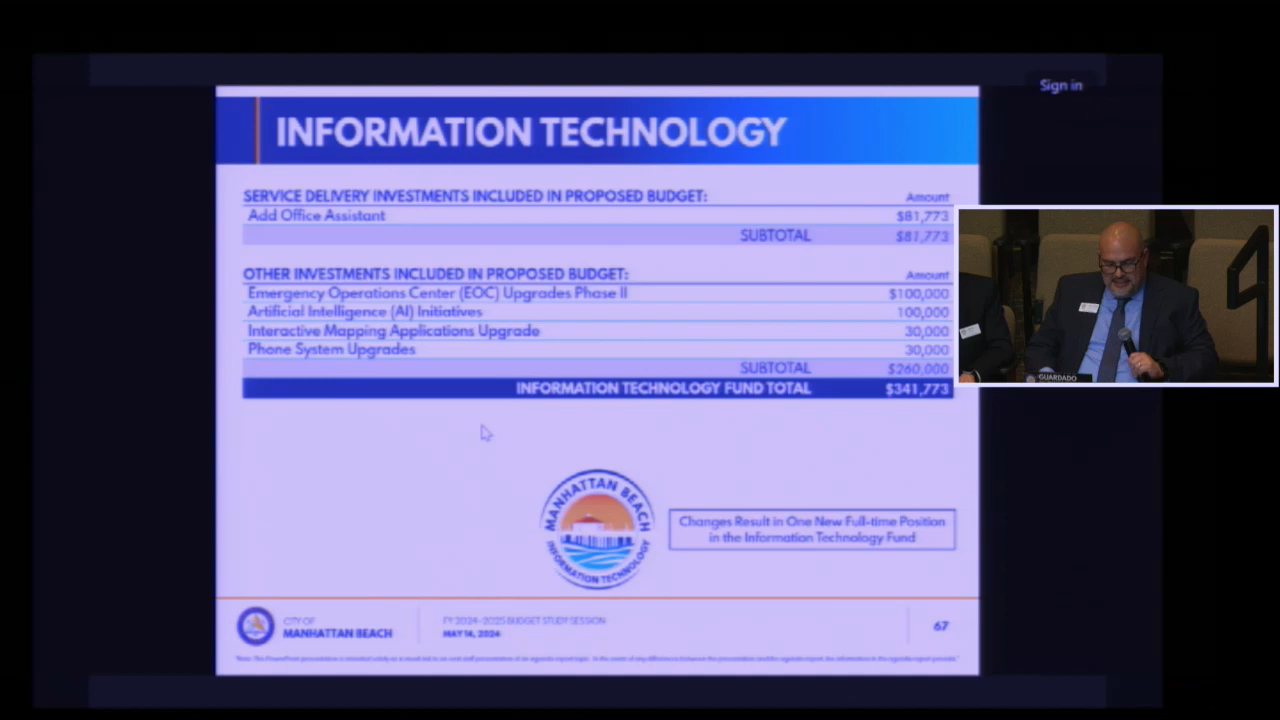 Sign in
INFORMATION TECHNOLOGY
SERVICE DELIVERY INVESTMENTS INCLUDED IN PROPOSED BUDGET: Amount
Add Office Assistant $81,773
SUBTOTAL $81,773
OTHER INVESTMENTS INCLUDED IN PROPOSED BUDGET: Amount
Emergency Operations Center (EOC) Upgrades Phase II $100,000
Artificial Intelligence (AI) Initiatives 100,000
Interactive Mapping Applications Upgrade 30,000
Phone System Upgrades 30,000
SUBTOTAL $260,000
INFORMATION TECHNOLOGY FUND TOTAL $341,773
GUARDADO
MANHATTAN BEACH
INFORMATION TECHNOLOGY
Changes Result in One New Full-time Position
in the Information Technology Fund
CITY OF
MANHATTAN BEACH
FY 2024-2025 BUDGET STUDY SESSION
MAY 14, 2024
67